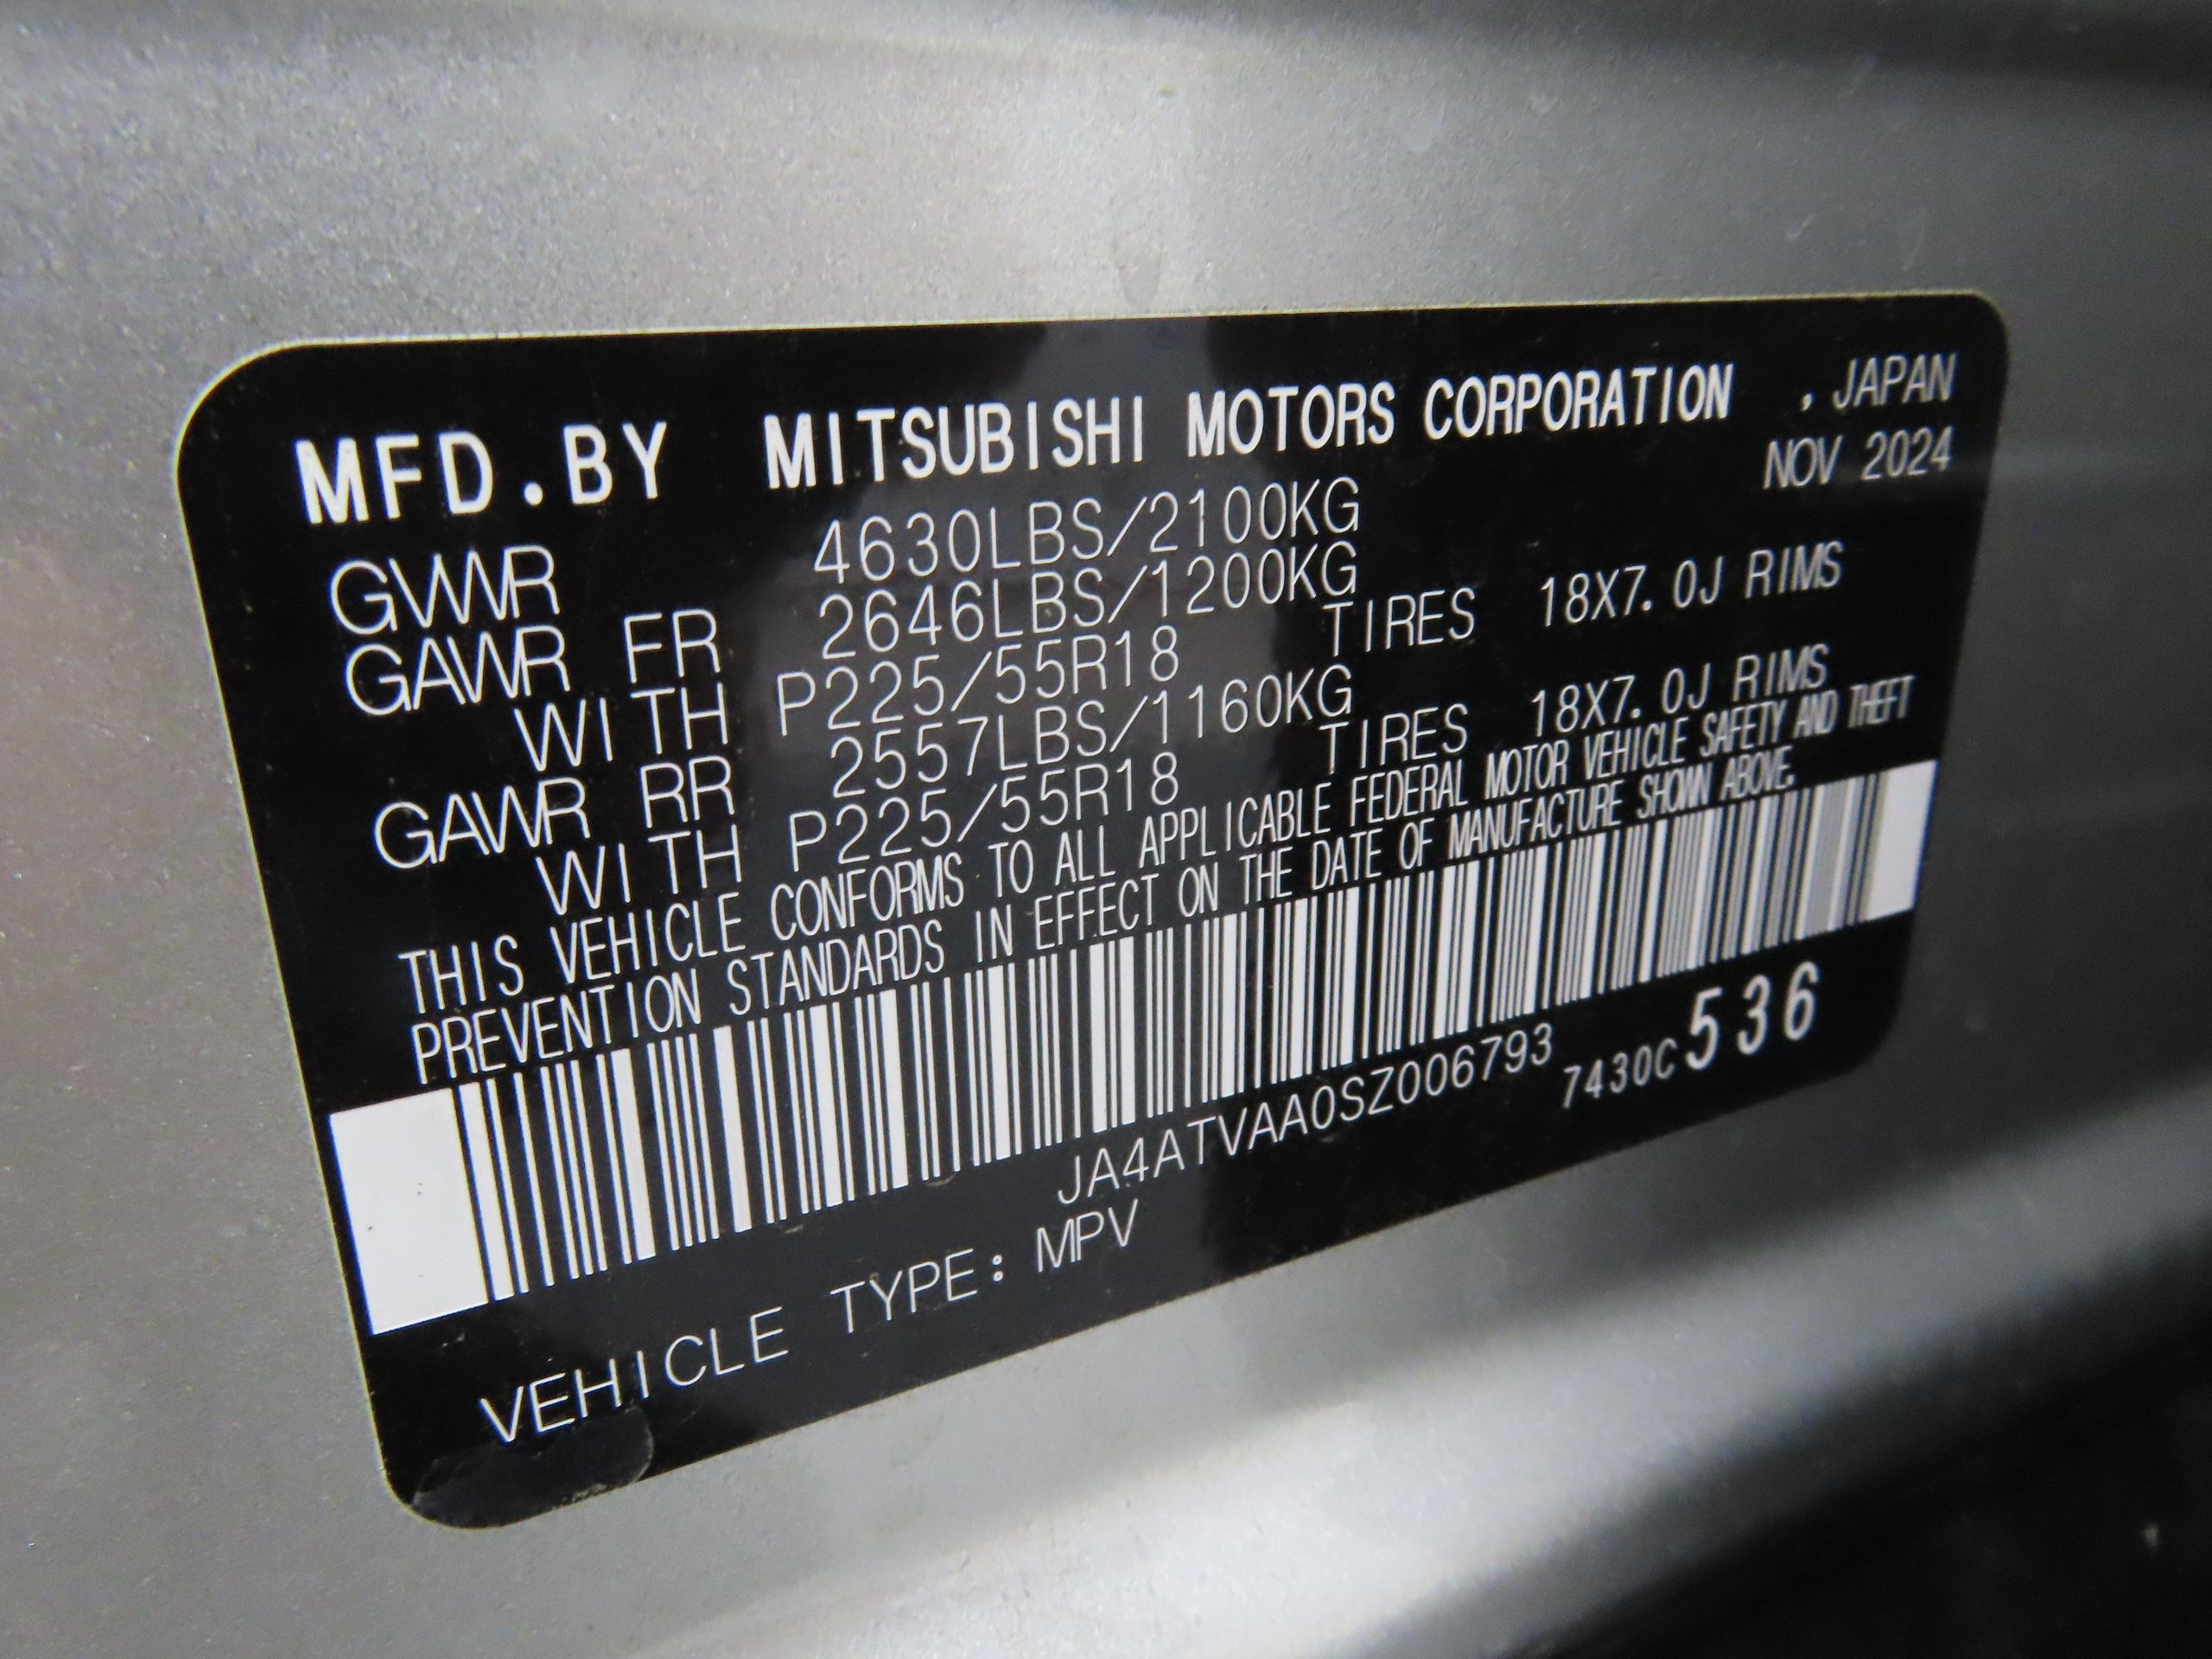 MFD.BY MITSUBISHI MOTORS CORPORATION , JAPAN
NOV 2024
GVWR 4630LBS/2100KG
GAWR FR 2646LBS/1200KG
WITH P225/55R18 TIRES 18X7.0J RIMS
GAWR RR 2557LBS/1160KG
WITH P225/55R18 TIRES 18X7.0J RIMS
THIS VEHICLE CONFORMS TO ALL APPLICABLE FEDERAL MOTOR VEHICLE SAFETY AND THEFT
PREVENTION STANDARDS IN EFFECT ON THE DATE OF MANUFACTURE SHOWN ABOVE.
JA4ATVAA0SZ006793 7430C536
VEHICLE TYPE: MPV